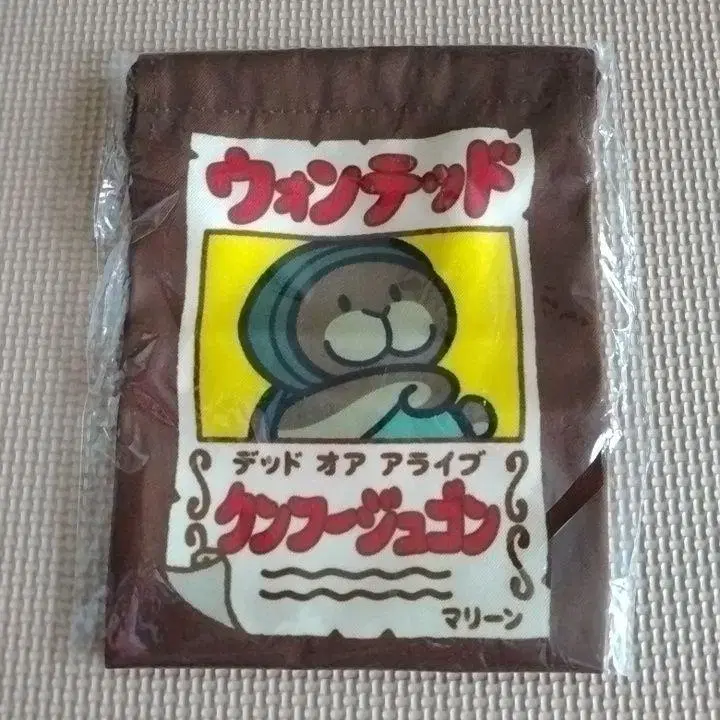 ウォンテッド
デッド オア アライブ
クンフージュゴン
マリーン